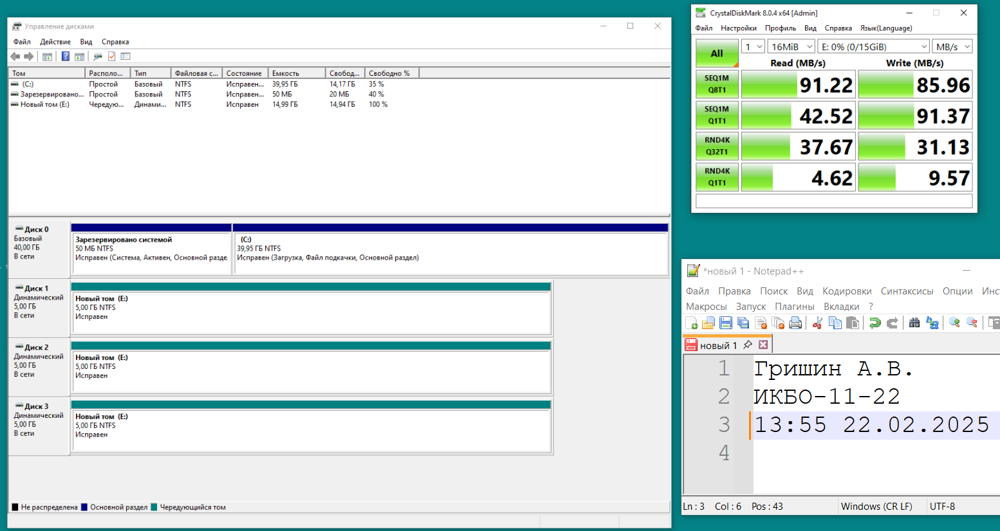 Управление дисками
Файл Действие Вид Справка
Том Располо... Тип Файловая с... Состояние Емкость Свобод... Свободно %
(C:) Простой Базовый NTFS Исправен... 39,95 ГБ 14,17 ГБ 35 %
Зарезервировано... Простой Базовый NTFS Исправен... 50 МБ 20 МБ 40 %
Новый том (E:) Чередую... Динами... NTFS Исправен 14,99 ГБ 14,94 ГБ 100 %
Диск 0
Базовый
40,00 ГБ
В сети
Зарезервировано системой
50 МБ NTFS
Исправен (Система, Активен, Основной разде
(C:)
39,95 ГБ NTFS
Исправен (Загрузка, Файл подкачки, Основной раздел)
Диск 1
Динамический
5,00 ГБ
В сети
Новый том (E:)
5,00 ГБ NTFS
Исправен
Диск 2
Динамический
5,00 ГБ
В сети
Новый том (E:)
5,00 ГБ NTFS
Исправен
Диск 3
Динамический
5,00 ГБ
В сети
Новый том (E:)
5,00 ГБ NTFS
Исправен
Не распределена Основной раздел Чередующийся том
CrystalDiskMark 8.0.4 x64 [Admin]
Файл Настройки Профиль Вид Справка Язык(Language)
All 1 16MiB E: 0% (0/15GiB) MB/s
Read (MB/s) Write (MB/s)
SEQ1M
Q8T1
91.22 85.96
SEQ1M
Q1T1
42.52 91.37
RND4K
Q32T1
37.67 31.13
RND4K
Q1T1
4.62 9.57
*новый 1 - Notepad++
Файл Правка Поиск Вид Кодировки Синтаксисы Опции Инс
Макросы Запуск Плагины Вкладки ?
новый 1
1 Гришин А.В.
2 ИКБО-11-22
3 13:55 22.02.2025
4
Ln : 3 Col : 6 Pos : 43 Windows (CR LF) UTF-8